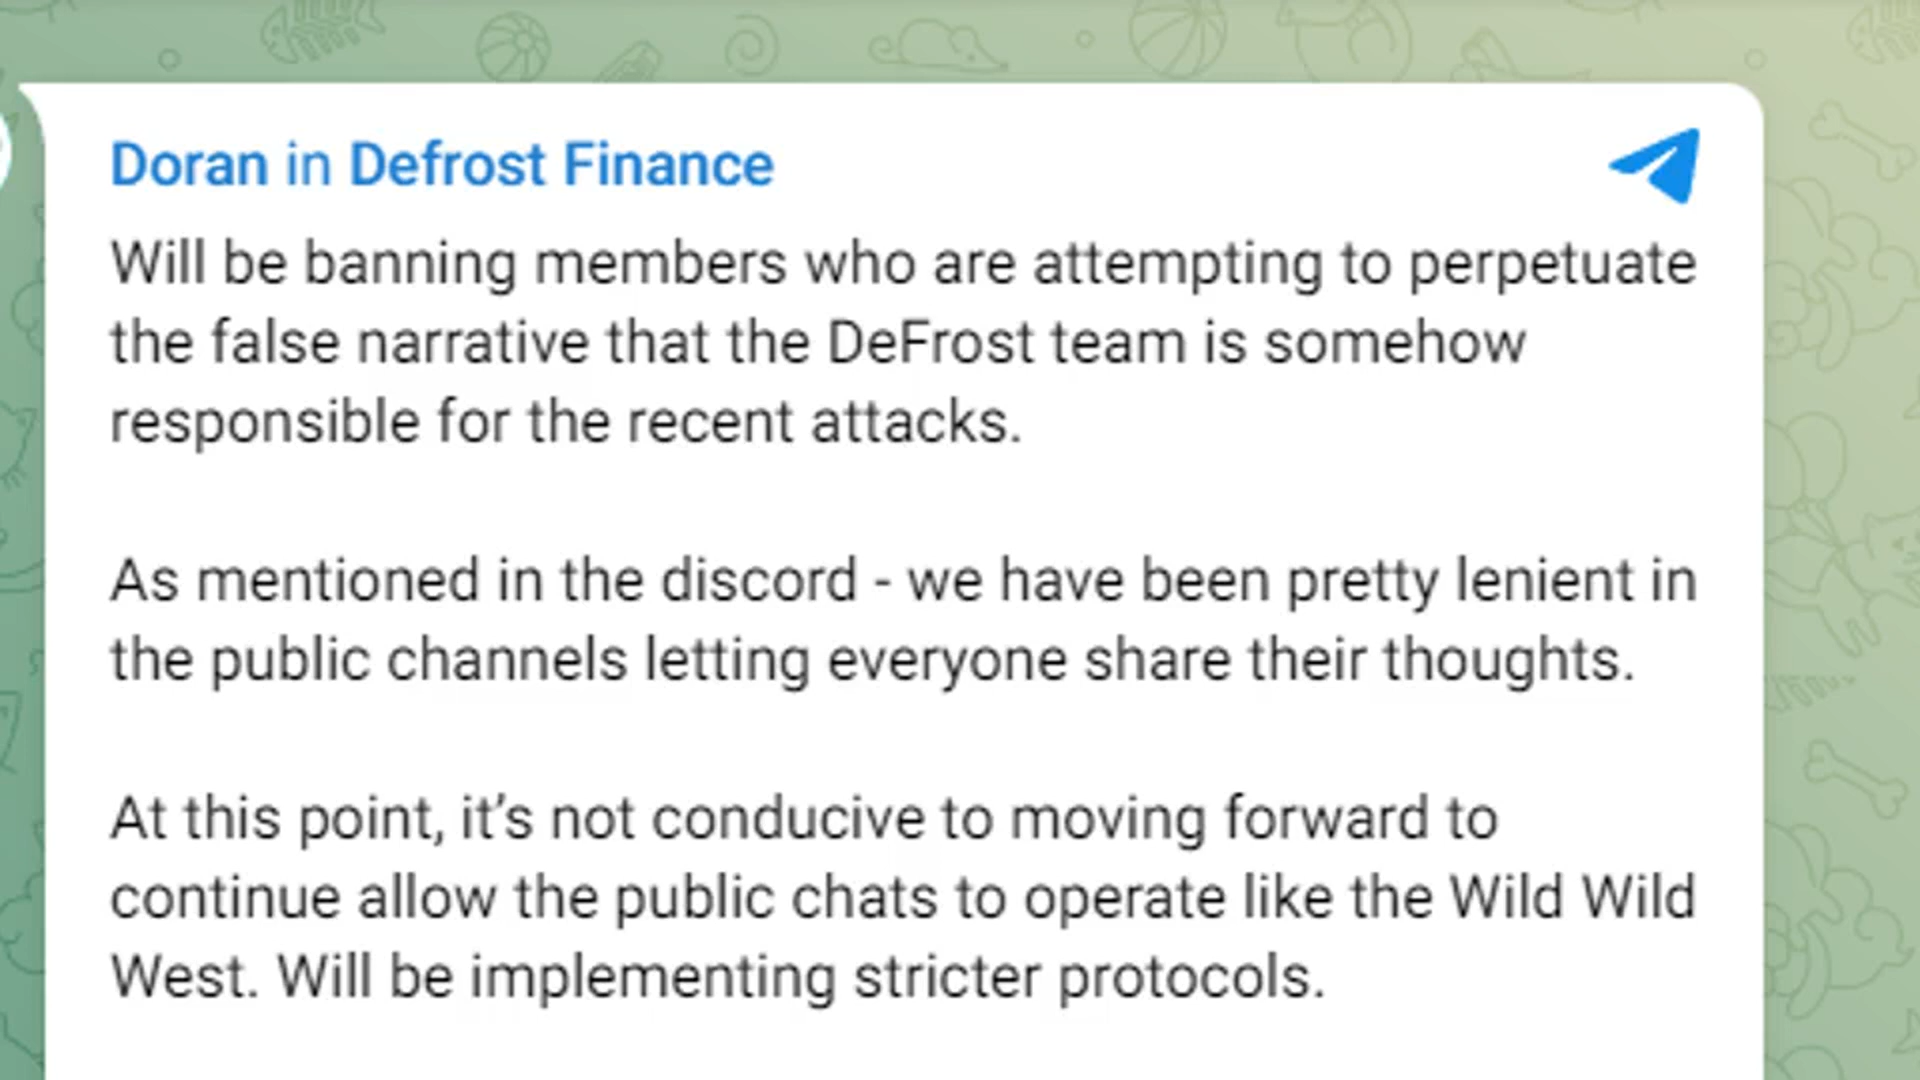 Doran in Defrost Finance
Will be banning members who are attempting to perpetuate
the false narrative that the DeFrost team is somehow
responsible for the recent attacks.
As mentioned in the discord - we have been pretty lenient in
the public channels letting everyone share their thoughts.
At this point, it’s not conducive to moving forward to
continue allow the public chats to operate like the Wild Wild
West. Will be implementing stricter protocols.